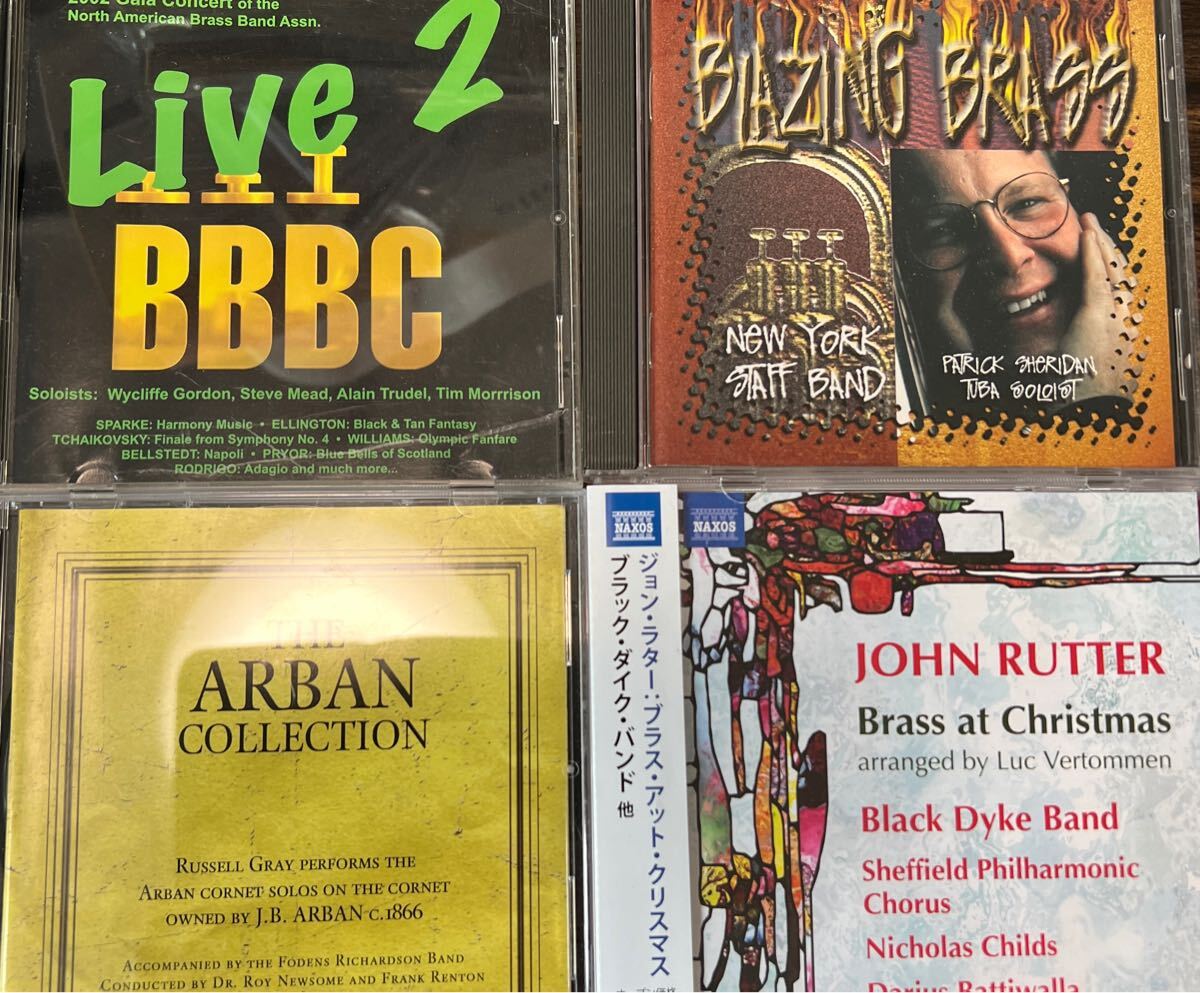 2002 Gala Concert of the
North American Brass Band Assn.
Live 2
BBBC
Soloists: Wycliffe Gordon, Steve Mead, Alain Trudel, Tim Morrrison
SPARKE: Harmony Music • ELLINGTON: Black & Tan Fantasy
TCHAIKOVSKY: Finale from Symphony No. 4 • WILLIAMS: Olympic Fanfare
BELLSTEDT: Napoli • PRYOR: Blue Bells of Scotland
RODRIGO: Adagio and much more...
BLAZING BRASS
NEW YORK
STAFF BAND
PATRICK SHERIDAN
TUBA SOLOIST
THE
ARBAN
COLLECTION
RUSSELL GRAY PERFORMS THE
ARBAN CORNET SOLOS ON THE CORNET
OWNED BY J.B. ARBAN C.1866
ACCOMPANIED BY THE FODENS RICHARDSON BAND
CONDUCTED BY DR. ROY NEWSOME AND FRANK RENTON
NAXOS
ジョン・ラター:ブラス・アット・クリスマス
ブラック・ダイク・バンド 他
オープン価格
NAXOS
JOHN RUTTER
Brass at Christmas
arranged by Luc Vertommen
Black Dyke Band
Sheffield Philharmonic
Chorus
Nicholas Childs
Darius Battiwalla